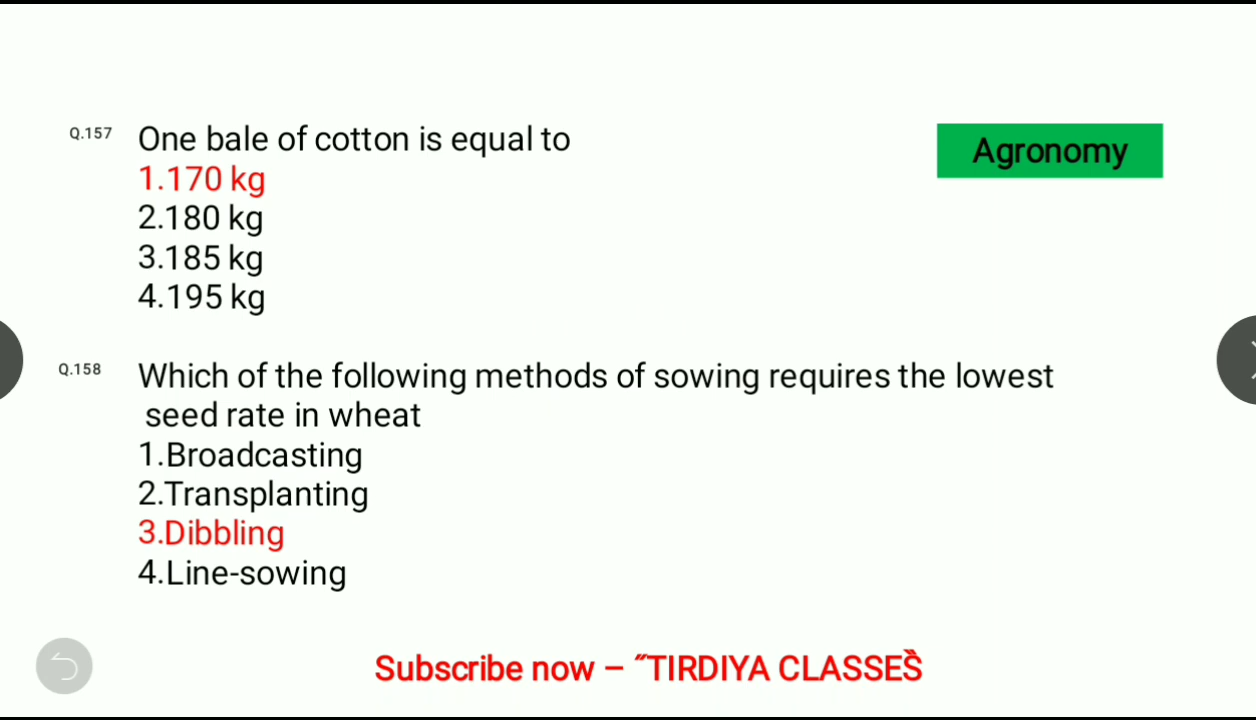 Q.157 One bale of cotton is equal to
Agronomy
1.170 kg
2.180 kg
3.185 kg
4.195 kg
Q.158 Which of the following methods of sowing requires the lowest
seed rate in wheat
1.Broadcasting
2.Transplanting
3.Dibbling
4.Line-sowing
Subscribe now – ˝TIRDIYA CLASSES̏